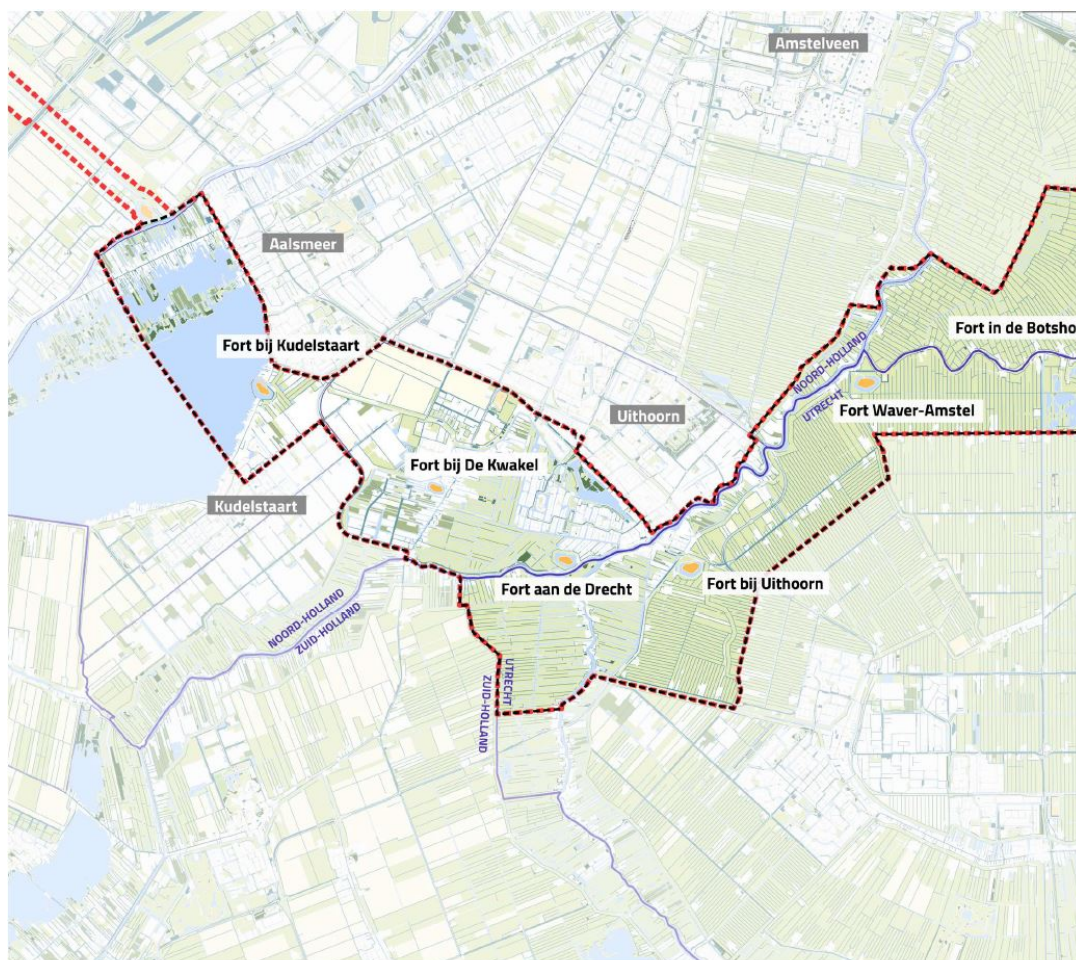 Amstelveen
Aalsmeer
Fort bij Kudelstaart
Fort in de Botsho
NOORD-HOLLAND
UTRECHT
Fort Waver-Amstel
Uithoorn
Fort bij De Kwakel
Kudelstaart
Fort aan de Drecht
Fort bij Uithoorn
NOORD-HOLLAND
ZUID-HOLLAND
UTRECHT
ZUID-HOLLAND